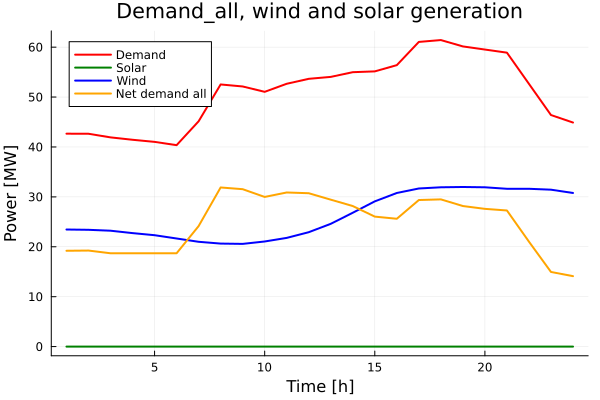 Demand_all, wind and solar generation
Power [MW]
60
50
40
30
20
10
0
Demand
Solar
Wind
Net demand all
5 10 15 20
Time [h]